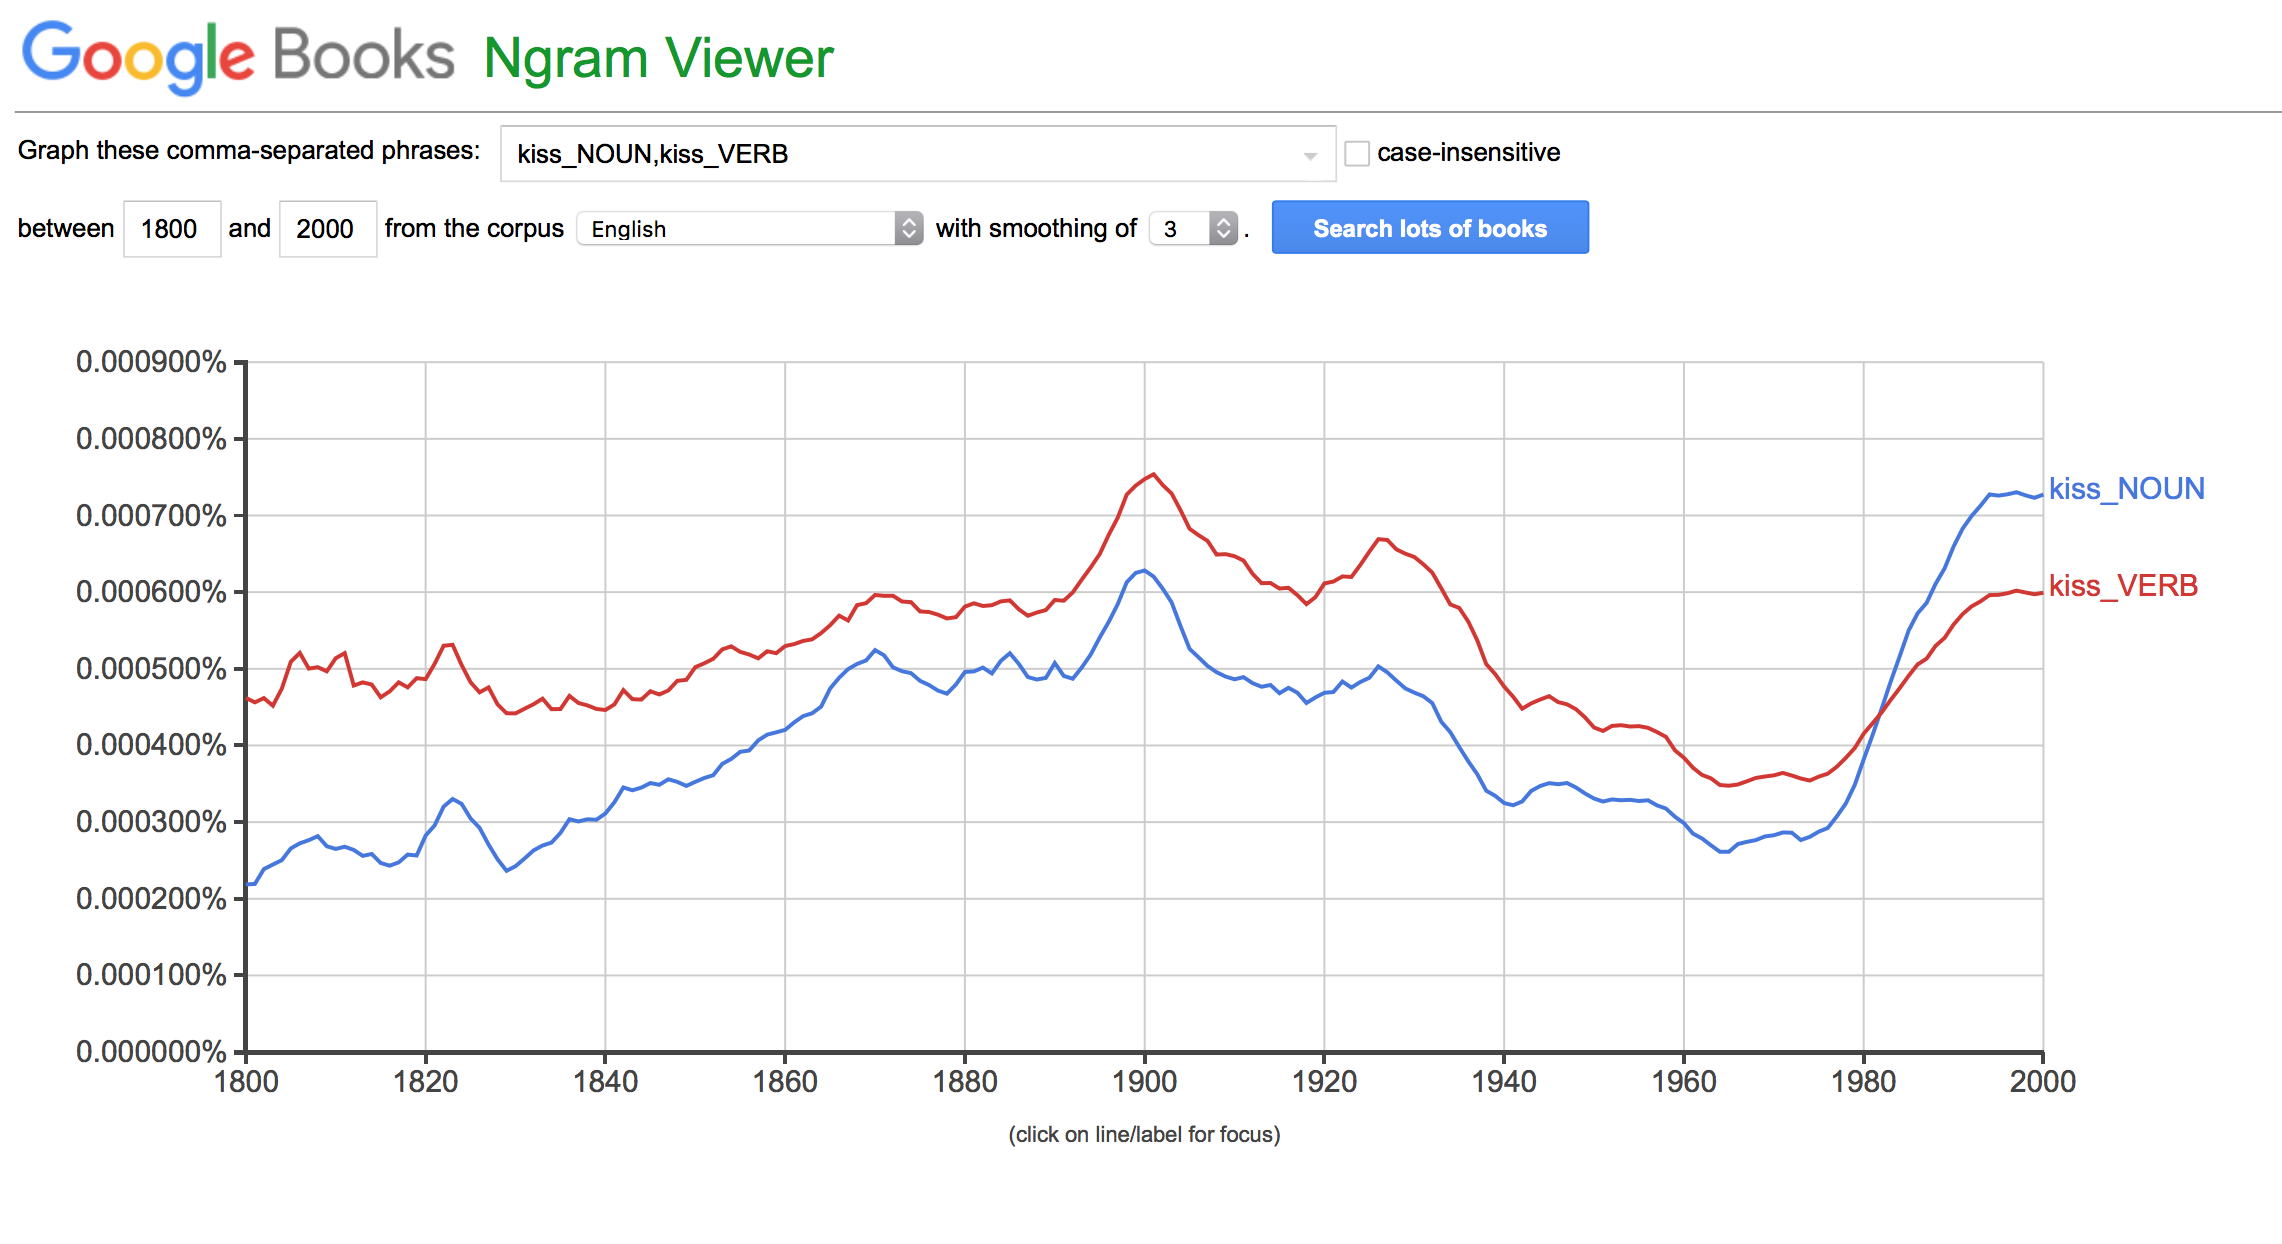 Google Books Ngram Viewer
Graph these comma-separated phrases: kiss_NOUN,kiss_VERB case-insensitive
between 1800 and 2000 from the corpus English with smoothing of 3 . Search lots of books
0.000900%
0.000800%
0.000700%
0.000600%
0.000500%
0.000400%
0.000300%
0.000200%
0.000100%
0.000000%
kiss_NOUN
kiss_VERB
1800 1820 1840 1860 1880 1900 1920 1940 1960 1980 2000
(click on line/label for focus)